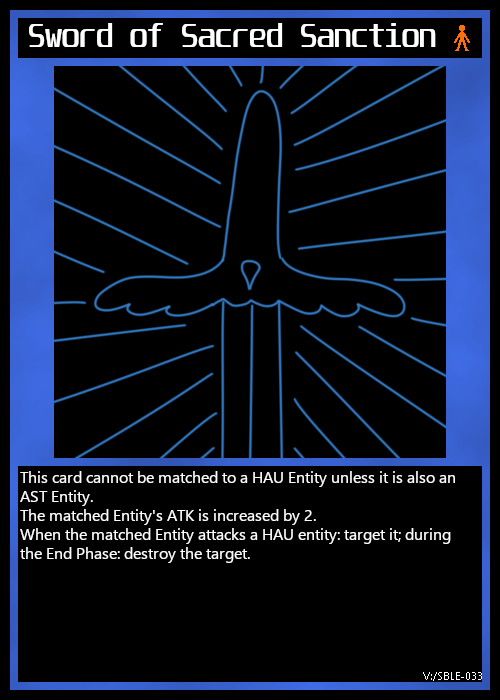 Sword of Sacred Sanction
This card cannot be matched to a HAU Entity unless it is also an
AST Entity.
The matched Entity's ATK is increased by 2.
When the matched Entity attacks a HAU entity: target it; during
the End Phase: destroy the target.
V:/SBLE-033